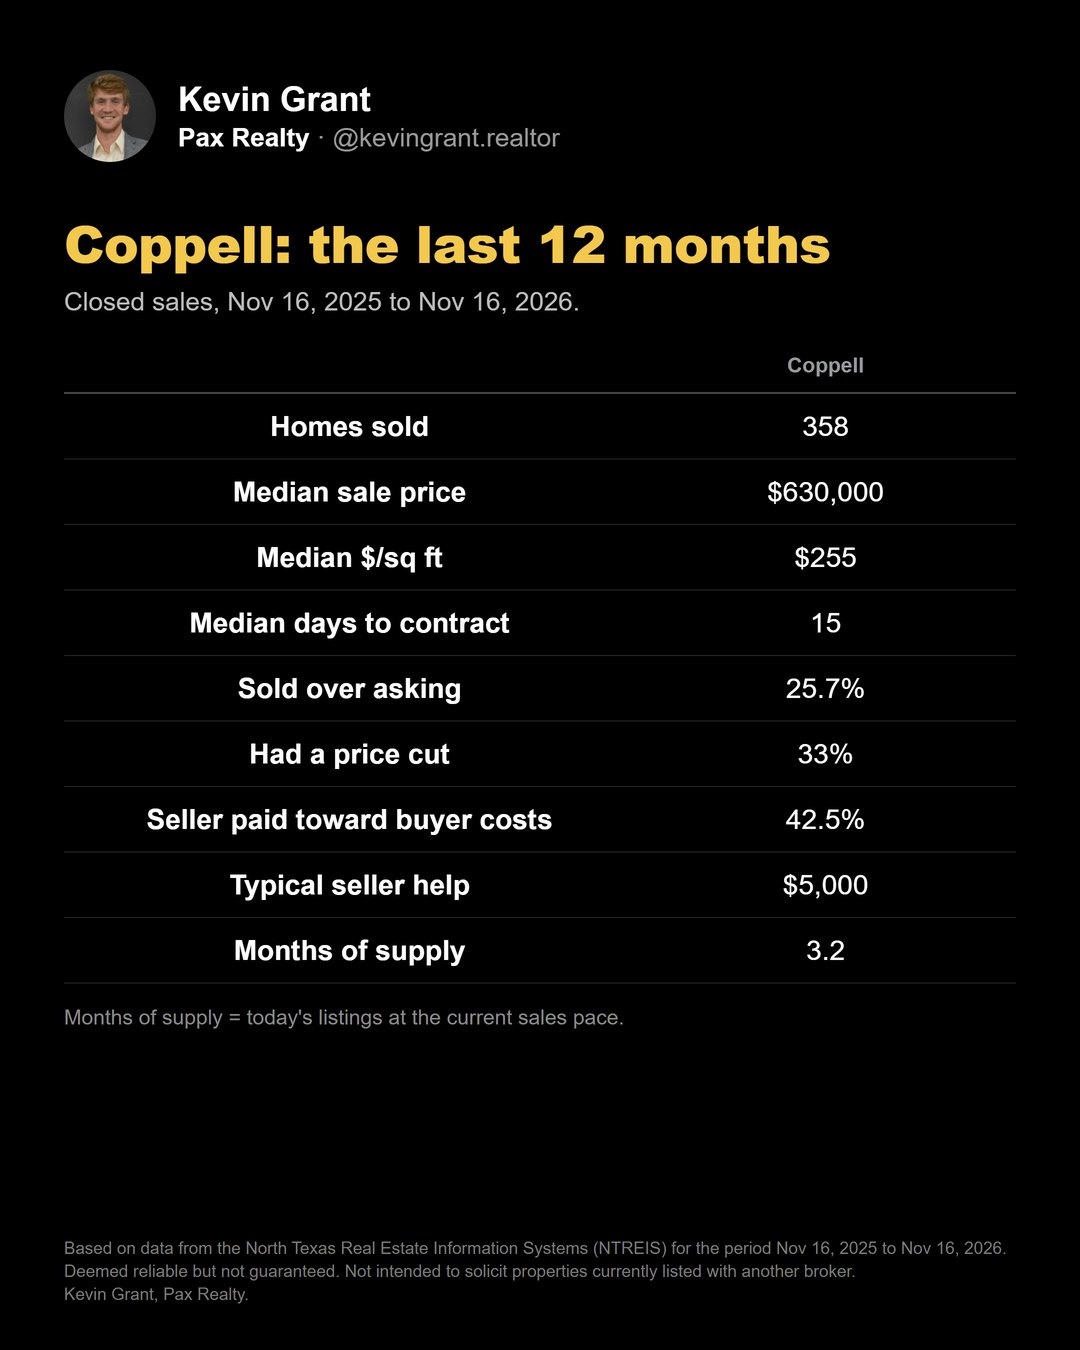 Kevin Grant
Pax Realty · @kevingrant.realtor
Coppell: the last 12 months
Closed sales, Nov 16, 2025 to Nov 16, 2026.
Coppell
Homes sold 358
Median sale price $630,000
Median $/sq ft $255
Median days to contract 15
Sold over asking 25.7%
Had a price cut 33%
Seller paid toward buyer costs 42.5%
Typical seller help $5,000
Months of supply 3.2
Months of supply = today's listings at the current sales pace.
Based on data from the North Texas Real Estate Information Systems (NTREIS) for the period Nov 16, 2025 to Nov 16, 2026.
Deemed reliable but not guaranteed. Not intended to solicit properties currently listed with another broker.
Kevin Grant, Pax Realty.